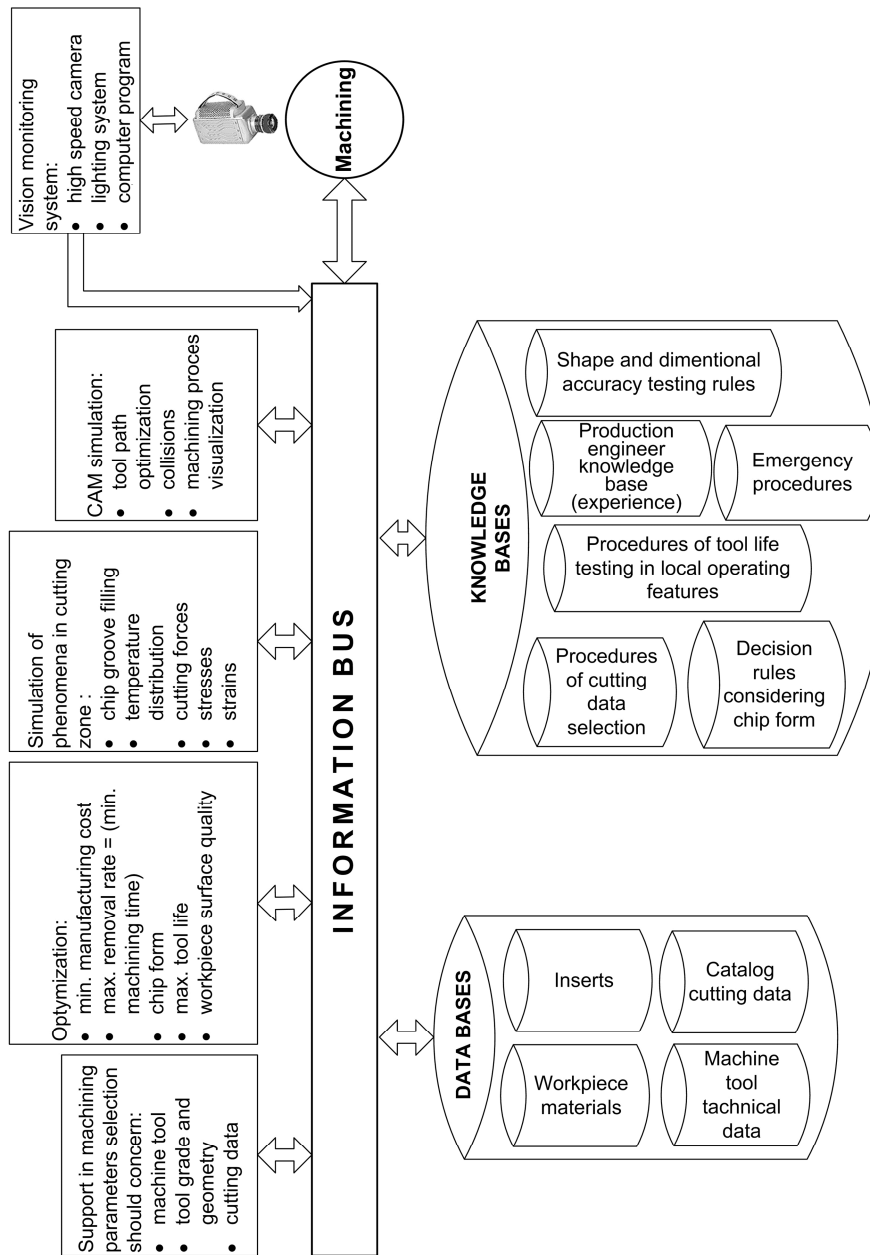 Support in machining
parameters selection
should concern:
• machine tool
• tool grade and
geometry
• cutting data
Optymization:
• min. manufacturing cost
• max. removal rate = (min.
machining time)
• chip form
• max. tool life
• workpiece surface quality
Simulation of
phenomena in cutting
zone :
• chip groove filling
• temperature
distribution
• cutting forces
• stresses
• strains
CAM simulation:
• tool path
optimization
• collisions
• machining proces
visualization
Vision monitoring
system:
• high speed camera
• lighting system
• computer program
Machining
INFORMATION BUS
DATA BASES
Inserts
Catalog
cutting data
Workpiece
materials
Machine
tool
tachnical
data
KNOWLEDGE
BASES
Shape and dimentional
accuracy testing rules
Production
engineer
knowledge
base
(experience)
Emergency
procedures
Procedures of tool life
testing in local operating
features
Procedures
of cutting
data
selection
Decision
rules
considering
chip form